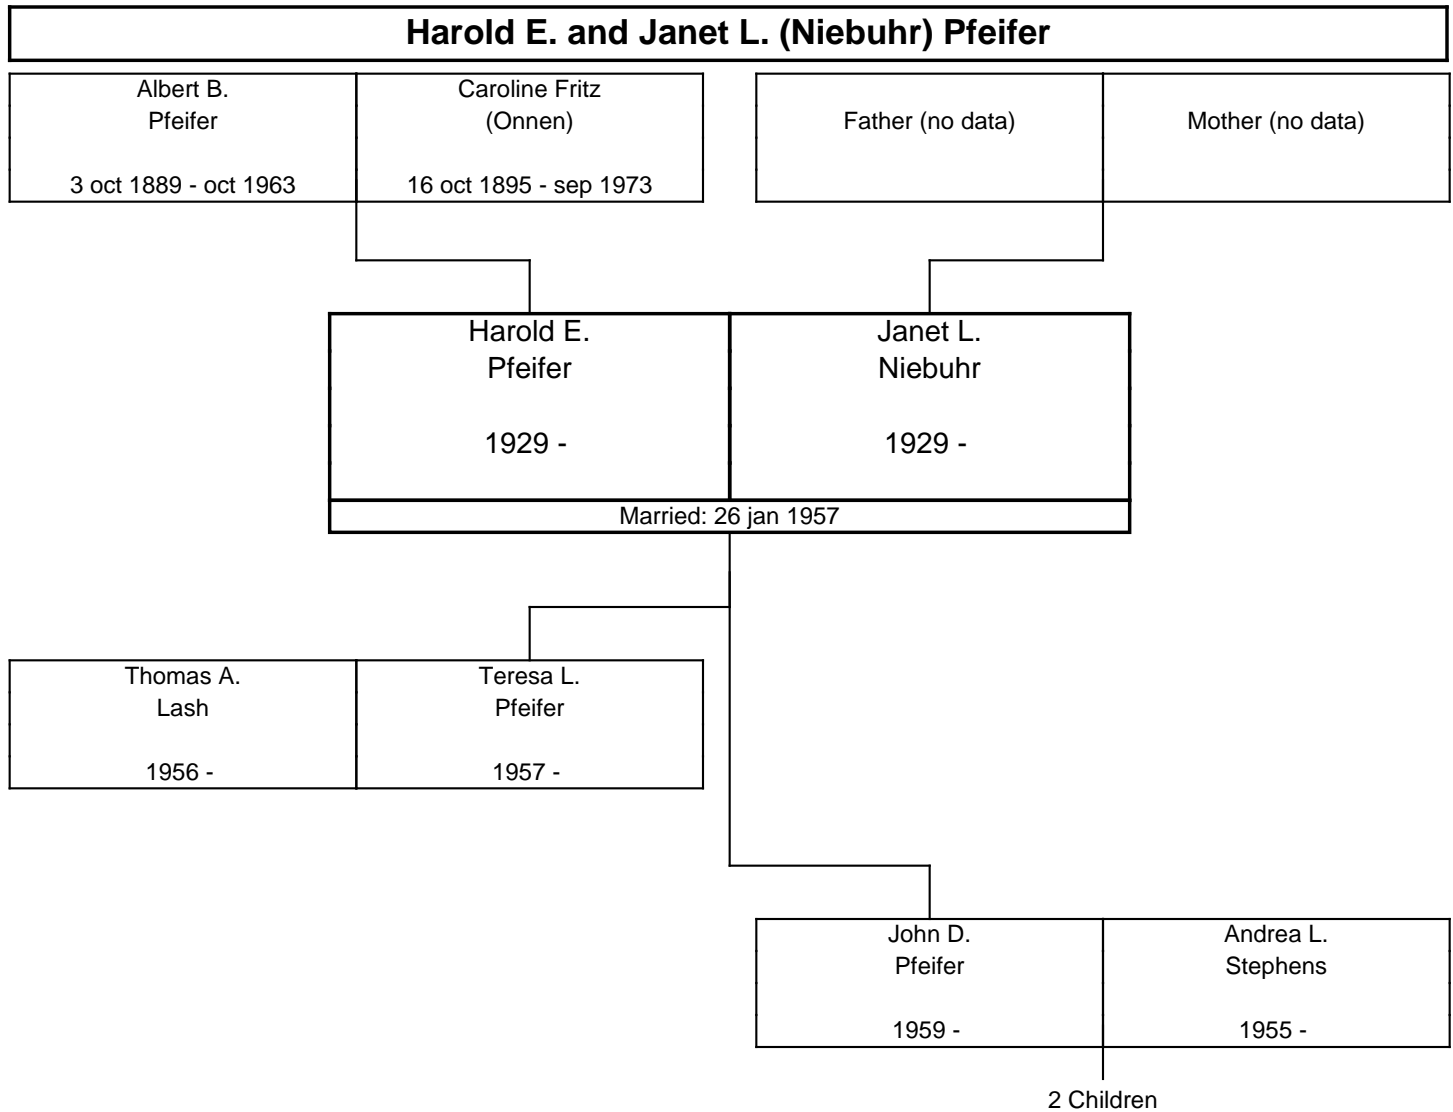 Harold E. and Janet L. (Niebuhr) Pfeifer
Albert B.
Pfeifer
3 oct 1889 - oct 1963
Caroline Fritz
(Onnen)
16 oct 1895 - sep 1973
Father (no data)
Mother (no data)
Harold E.
Pfeifer
1929 -
Janet L.
Niebuhr
1929 -
Married: 26 jan 1957
Thomas A.
Lash
1956 -
Teresa L.
Pfeifer
1957 -
John D.
Pfeifer
1959 -
Andrea L.
Stephens
1955 -
2 Children